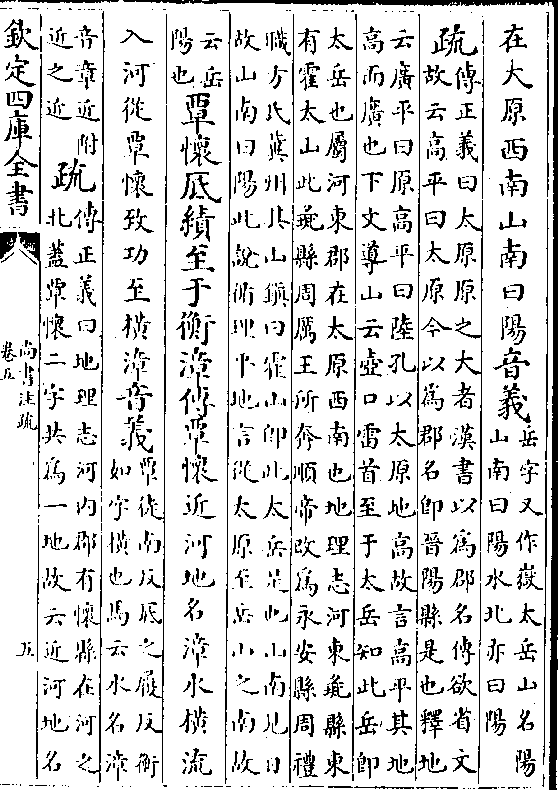 在大原西南山南曰陽音義岳字又作嶽太岳山名陽
山南曰陽水北亦曰陽
疏傳正義曰太原原之大者漢書以為郡名傳欲省文
故云高平曰太原今以為郡名即晉陽縣是也釋地
云廣平曰原高平曰陸孔以太原地高故言高平其地
高而廣也下文導山云壺口雷首至于太岳知此岳即
太岳也屬河東郡在太原西南也地理志河東彘縣東
有霍太山此彘縣周厲王所奔順帝改為永安縣周禮
職方氏冀州其山鎮曰霍山即此太岳是也山南見日
故山南曰陽此說循理平地言從太原至岳山之南故
云岳
陽也
覃懷厎績至于衡漳傳覃懷近河地名漳水橫流
入河從覃懷致功至橫漳音義覃徒南反厎之履反衡
如字橫也馬云水名漳
音章近附
近之近
疏傳正義曰地理志河內郡有懷縣在河之
北蓋覃懷二字共為一地故云近河地名
欽定四庫全書
尚書注疏
卷五
五